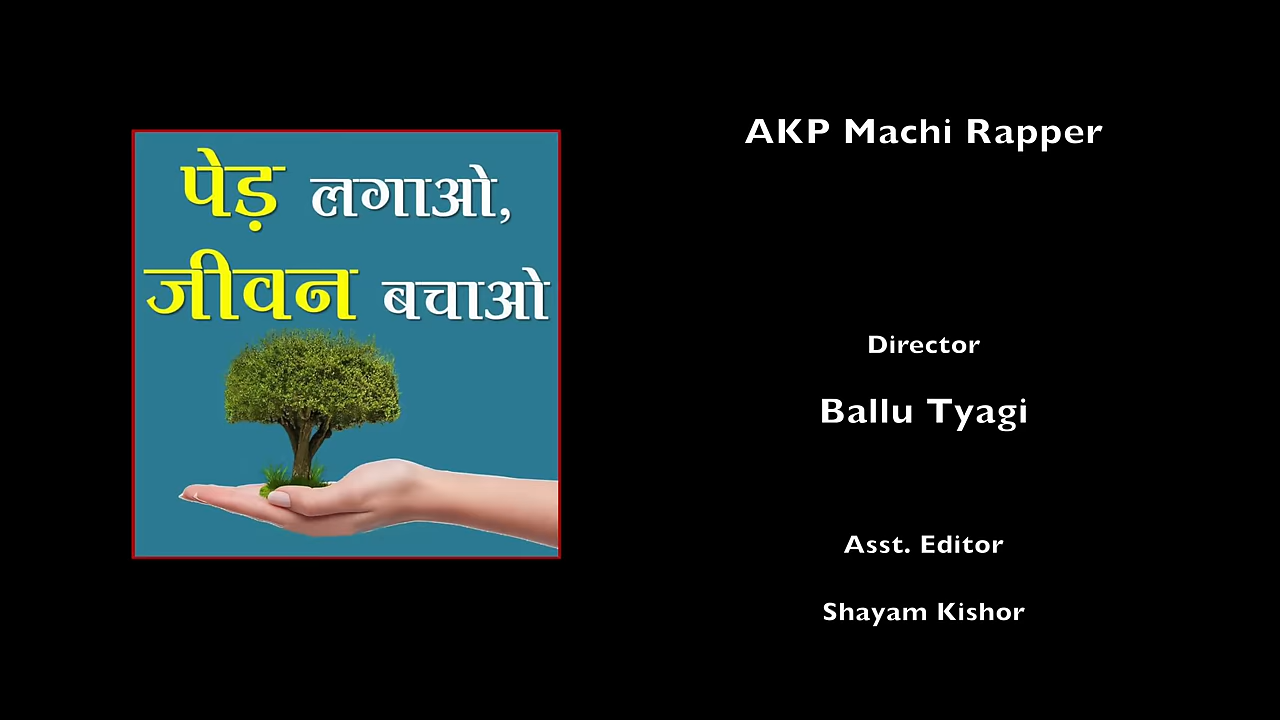 पेड़ लगाओ,
जीवन बचाओ
AKP Machi Rapper
Director
Ballu Tyagi
Asst. Editor
Shayam Kishor